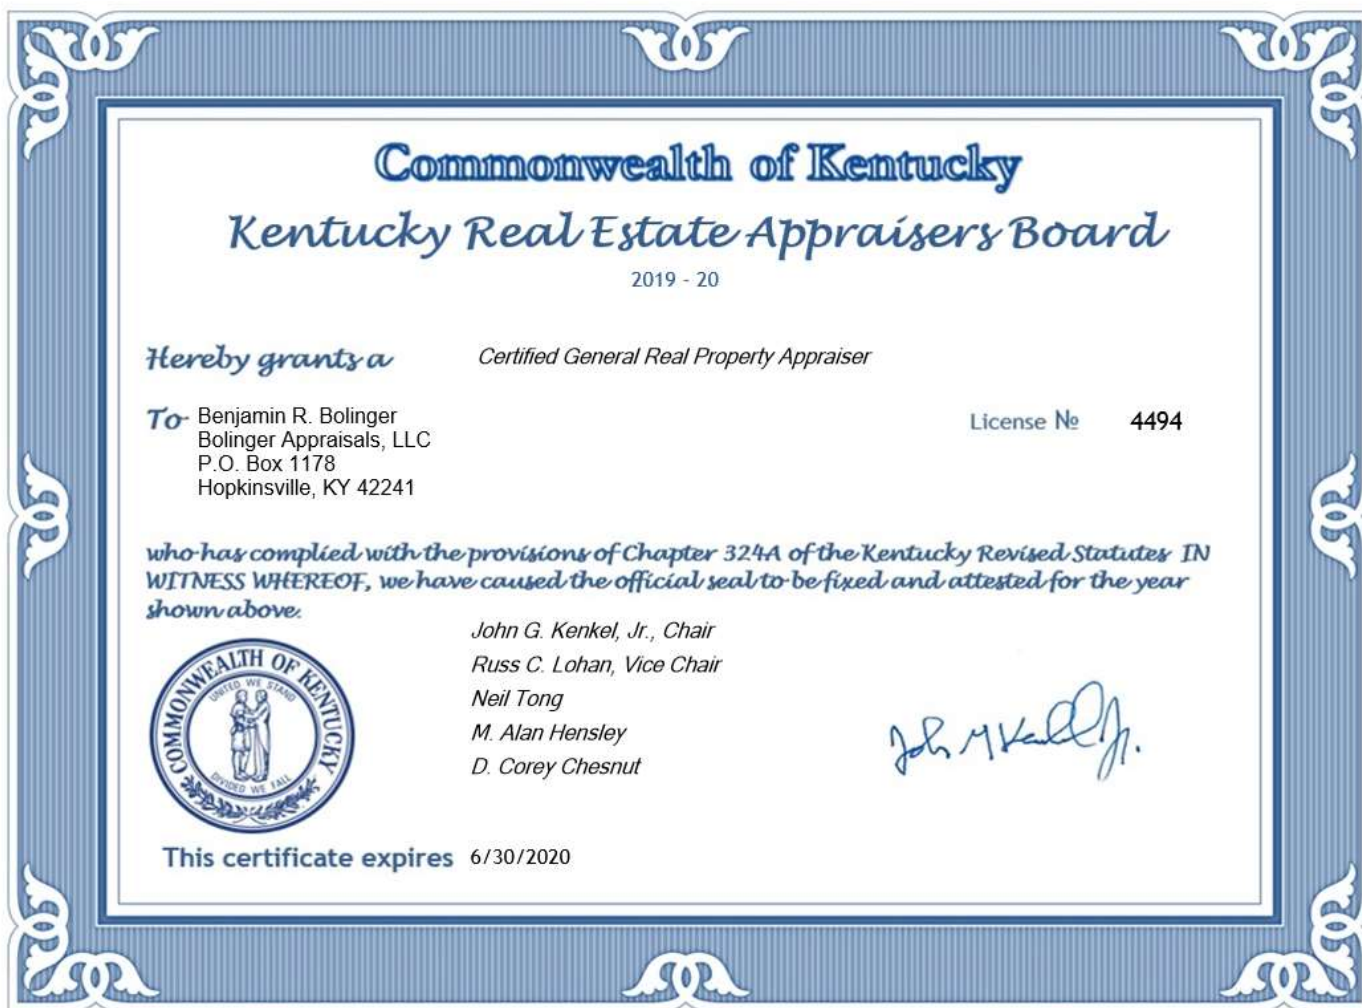 Commonwealth of Kentucky
Kentucky Real Estate Appraisers Board
2019 - 20
Hereby grants a Certified General Real Property Appraiser
To Benjamin R. Bolinger
Bolinger Appraisals, LLC
P.O. Box 1178
Hopkinsville, KY 42241
License № 4494
who has complied with the provisions of Chapter 324A of the Kentucky Revised Statutes IN
WITNESS WHEREOF, we have caused the official seal to be fixed and attested for the year
shown above.
John G. Kenkel, Jr., Chair
Russ C. Lohan, Vice Chair
Neil Tong
M. Alan Hensley
D. Corey Chesnut
COMMONWEALTH OF KENTUCKY
UNITED WE STAND
DIVIDED WE FALL
This certificate expires 6/30/2020